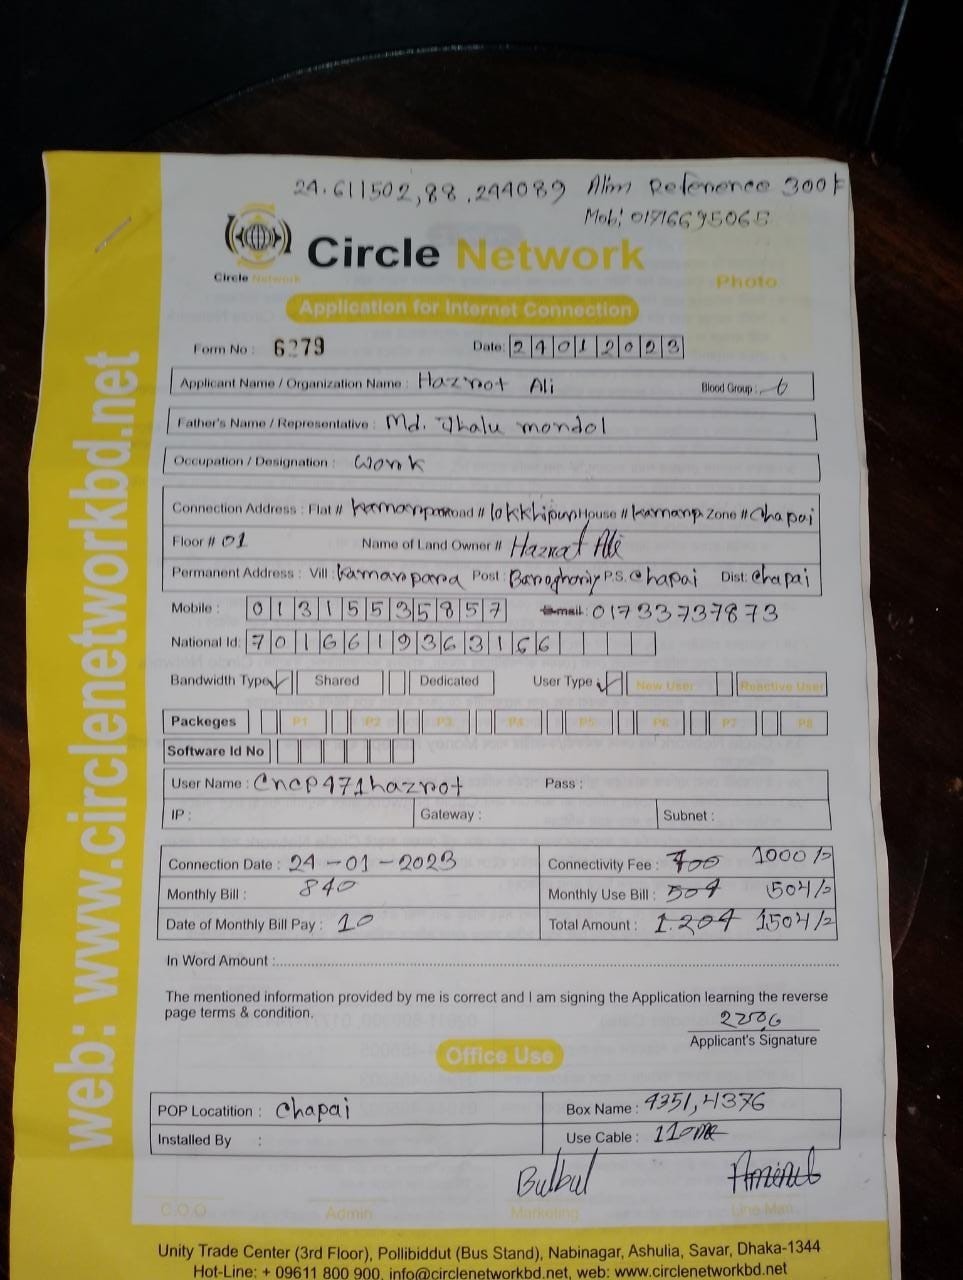 24.611502,88.244089 Alim Reference 300৳
Mob: 01716695065
Circle Network
Circle Network
Photo
Application for Internet Connection
Form No : 6279 Date: 24012023
Applicant Name / Organization Name : Hazrot Ali Blood Group :
Father's Name / Representative : Md. Jhalu mondol
Occupation / Designation : Work
Connection Address : Flat # Road # lokkhipur House # Zone # Chapai
Floor # 01 Name of Land Owner # Hazrat Ali
Permanent Address : Vill : kamarpara Post : P.S. Chapai Dist: Chapai
Mobile : 01315535857 E-mail: 01733737873
National Id: 7016619363166
Bandwidth Type ✓ Shared Dedicated User Type ✓ New User Reactive User
Packeges P1 P2 P3 P4 P5 P6 P7 P8
Software Id No
User Name : Cncp471hazrot Pass :
IP : Gateway : Subnet :
Connection Date : 24-01-2023 Connectivity Fee : 700 1000/=
Monthly Bill : 840 Monthly Use Bill : 504 504/=
Date of Monthly Bill Pay : 10 Total Amount : 1.204 1504/=
In Word Amount :
The mentioned information provided by me is correct and I am signing the Application learning the reverse
page terms & condition.
Applicant's Signature
Office Use
POP Locatition : Chapai Box Name : 4351,4376
Installed By : Use Cable : 110
Bulbul Aminul
C.O.O Admin Marketing Line Man
Unity Trade Center (3rd Floor), Pollibiddut (Bus Stand), Nabinagar, Ashulia, Savar, Dhaka-1344
Hot-Line: + 09611 800 900, info@circlenetworkbd.net, web: www.circlenetworkbd.net
web: www.circlenetworkbd.net